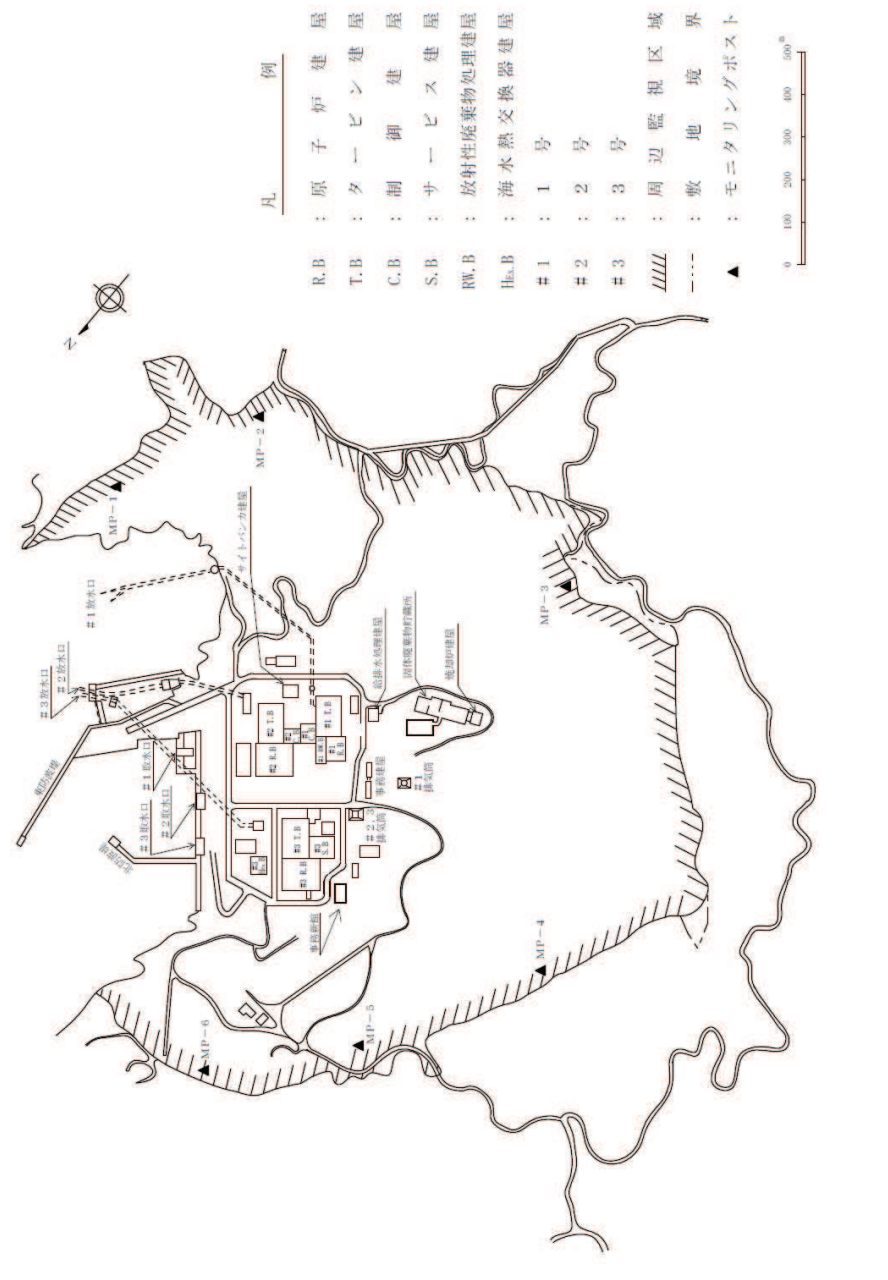 凡例
R.B : 原子炉建屋
T.B : タービン建屋
C.B : 制御建屋
S.B : サービス建屋
RW.B : 放射性廃棄物処理建屋
HEx.B : 海水熱交換器建屋
#1 : 1号
#2 : 2号
#3 : 3号
: 周辺監視区域
: 敷地境界
▲ : モニタリングポスト
0 100 200 300 400 500 m
N
MP-1
MP-2
MP-3
MP-4
MP-5
MP-6
サイトバンカ建屋
#1放水口
#2放水口
#3放水口
東防波堤
北防波堤
#1取水口
#2取水口
#3取水口
給排水処理建屋
固体廃棄物貯蔵所
焼却炉建屋
事務建屋
#1
排気筒
#2,3
排気筒
事務新館
#2 T.B
#2 R.B
#1 T.B
#1
R.B
#3 T.B
#3
S.B
#3 R.B